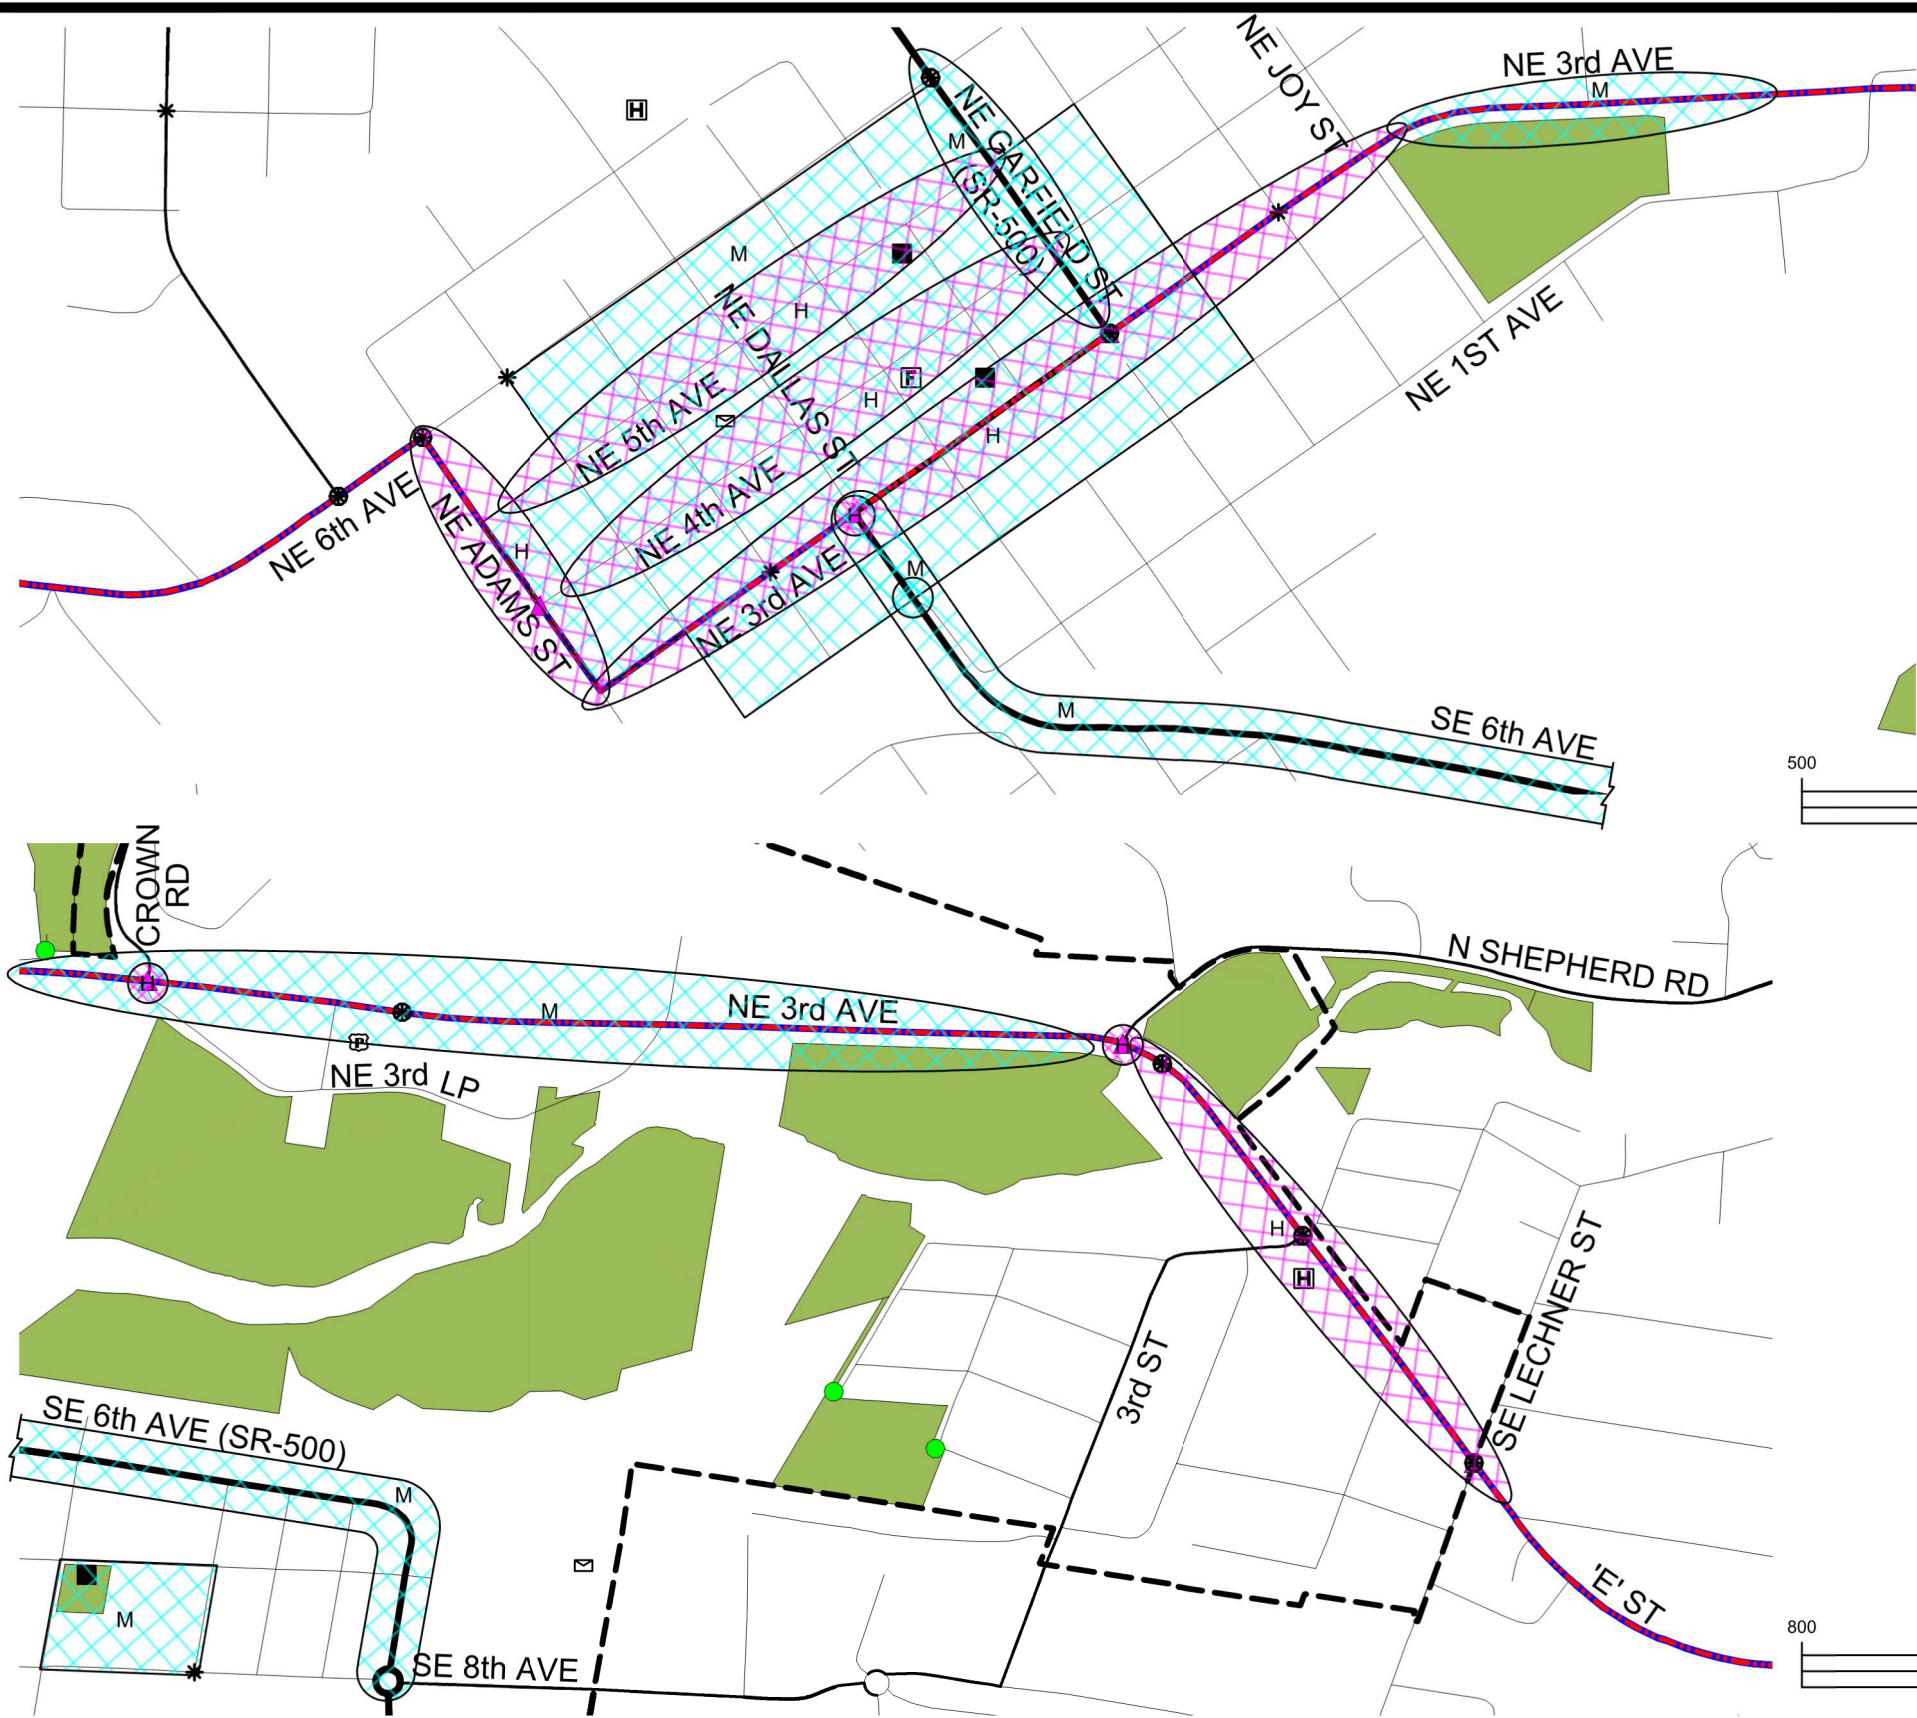 NE JOY ST
NE 3rd AVE
M
H
NE GARFIELD ST
(SR-500)
M
M
H
NE DALLAS ST
NE 1ST AVE
F
H
NE 5th AVE
H
NE 4th AVE
NE 6th AVE
NE ADAMS ST
H
NE 3rd AVE
H
M
M
SE 6th AVE
500
CROWN
RD
N SHEPHERD RD
H
M
NE 3rd AVE
P
H
NE 3rd LP
H
H
SE LECHNER ST
3rd ST
SE 6th AVE (SR-500)
M
M
'E' ST
SE 8th AVE
800